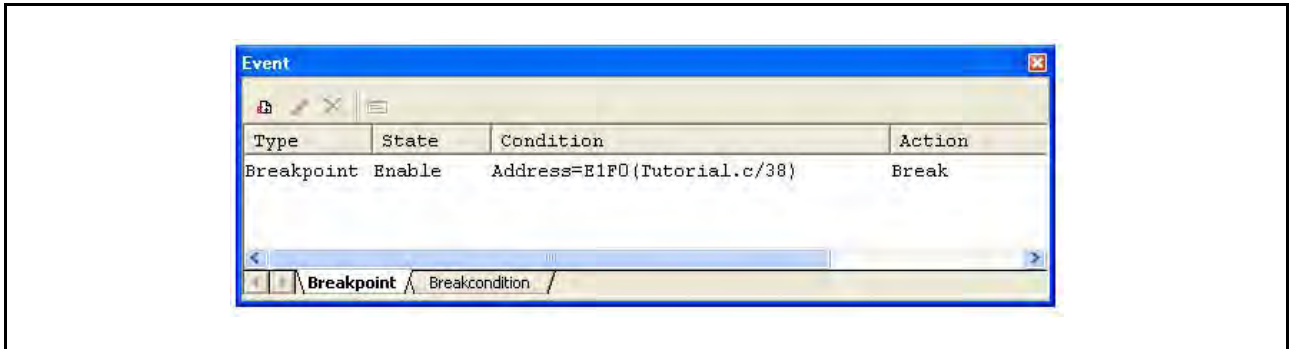 Event
Type State Condition Action
Breakpoint Enable Address=E1F0(Tutorial.c/38) Break
Breakpoint Breakcondition